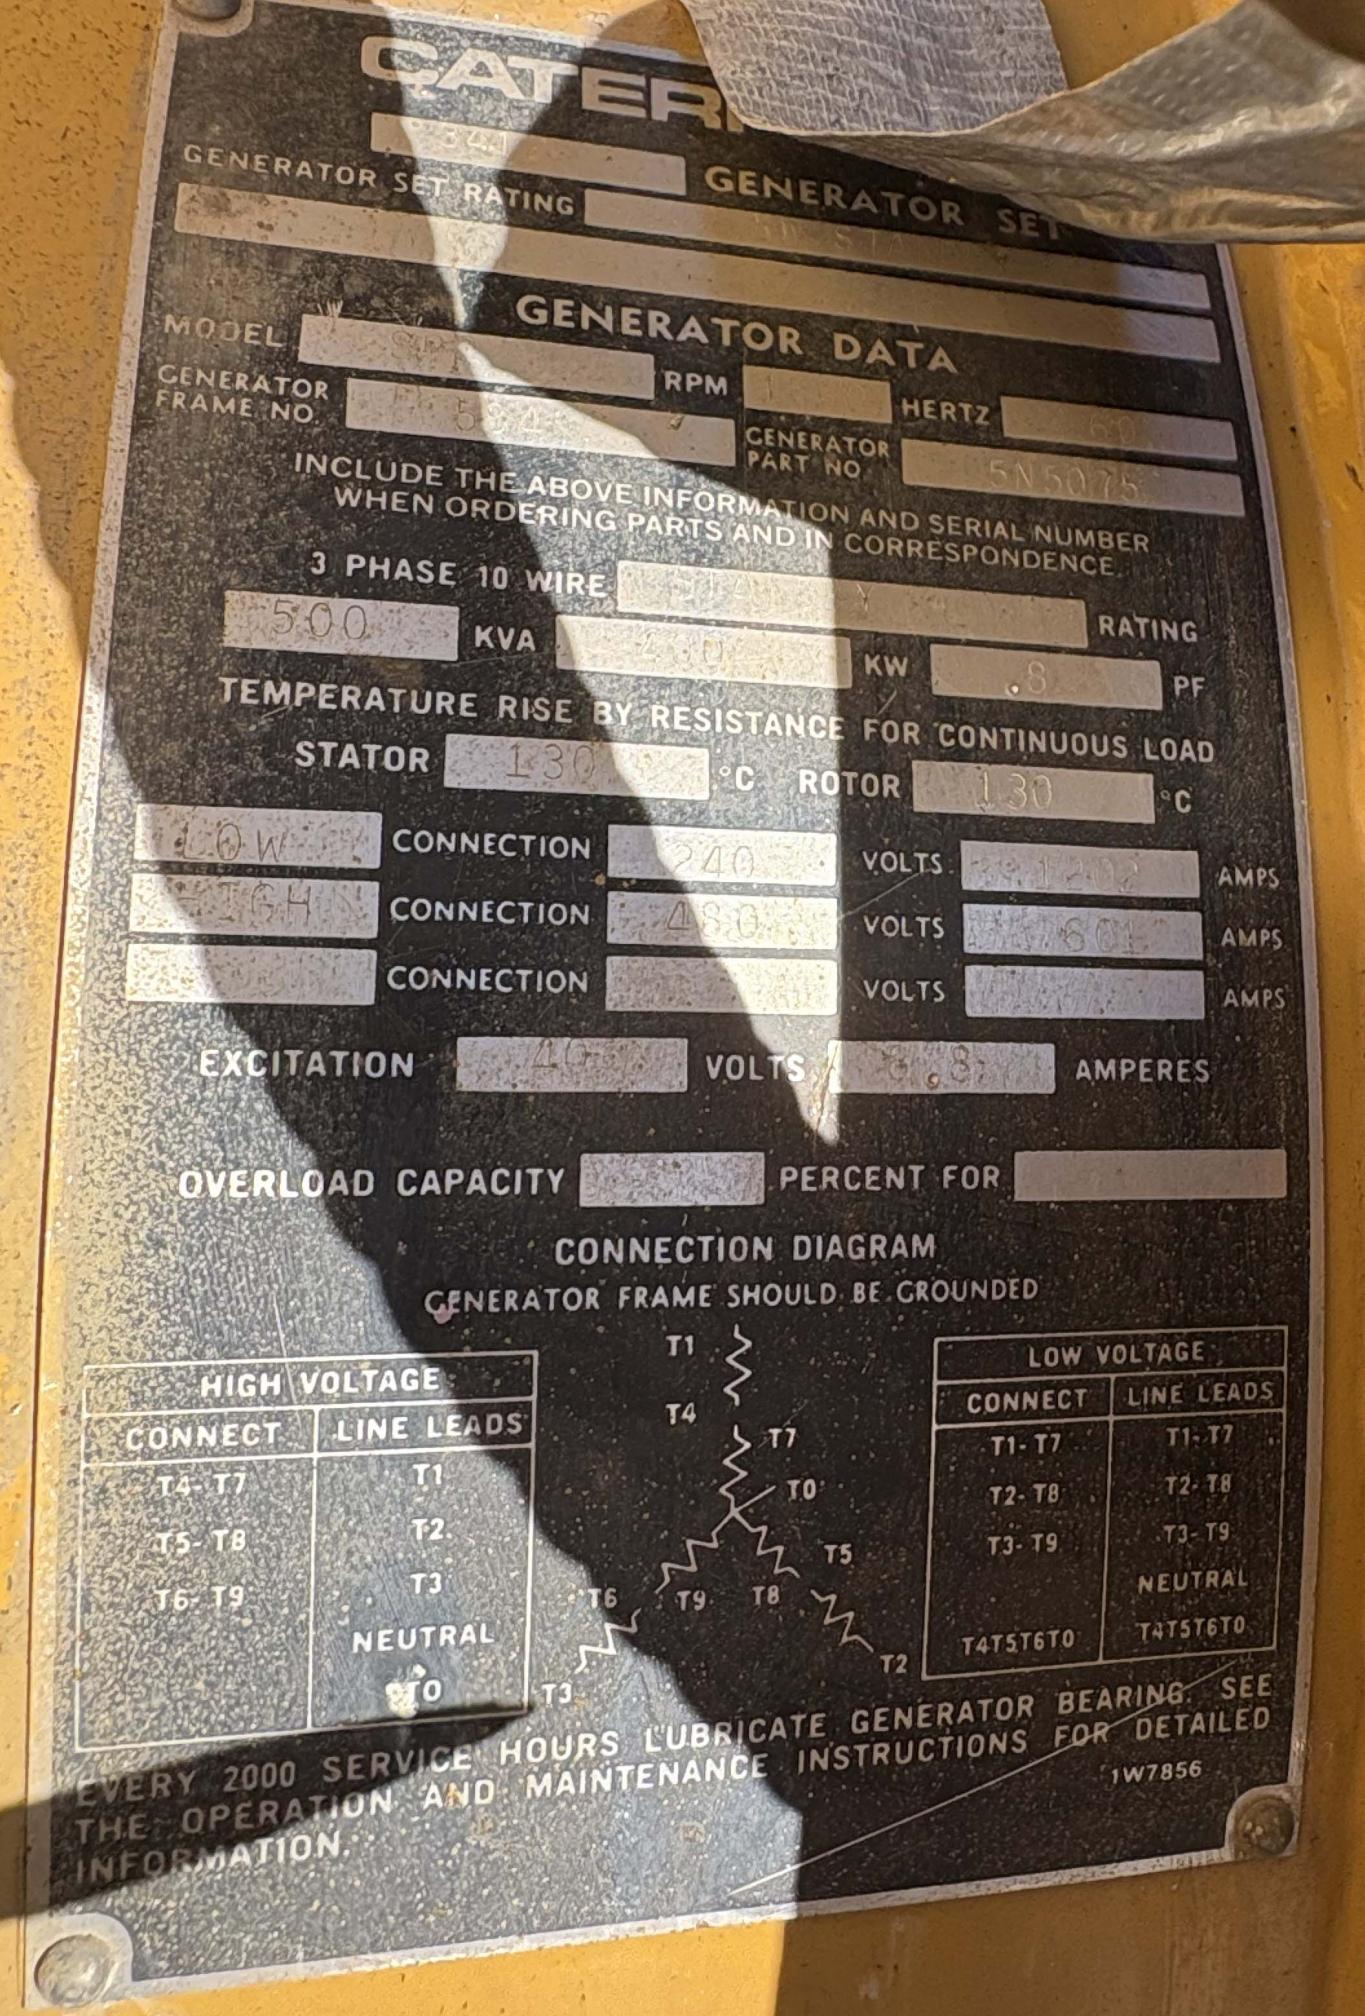 GENERATOR SET
GENERATOR SET RATING
GENERATOR DATA
MODEL RPM HERTZ 60
GENERATOR FRAME NO. GENERATOR PART NO 5N5075
INCLUDE THE ABOVE INFORMATION AND SERIAL NUMBER
WHEN ORDERING PARTS AND IN CORRESPONDENCE.
3 PHASE 10 WIRE RATING
500 KVA KW .8 PF
TEMPERATURE RISE BY RESISTANCE FOR CONTINUOUS LOAD
STATOR 130 °C ROTOR 130 °C
LOW CONNECTION 240 VOLTS 1202 AMPS
HIGH CONNECTION 480 VOLTS 601 AMPS
CONNECTION VOLTS AMPS
EXCITATION 40 VOLTS AMPERES
OVERLOAD CAPACITY PERCENT FOR
CONNECTION DIAGRAM
GENERATOR FRAME SHOULD BE GROUNDED
HIGH VOLTAGE
CONNECT LINE LEADS
T4-T7 T1
T5-T8 T2
T6-T9 T3
NEUTRAL
TO
T1
T4
T7
T0
T5
T6 T9 T8
T2
T3
LOW VOLTAGE
CONNECT LINE LEADS
T1-T7 T1-T7
T2-T8 T2-T8
T3-T9 T3-T9
NEUTRAL
T4T5T6T0 T4T5T6T0
EVERY 2000 SERVICE HOURS LUBRICATE GENERATOR BEARING. SEE
THE OPERATION AND MAINTENANCE INSTRUCTIONS FOR DETAILED
INFORMATION.
1W7856